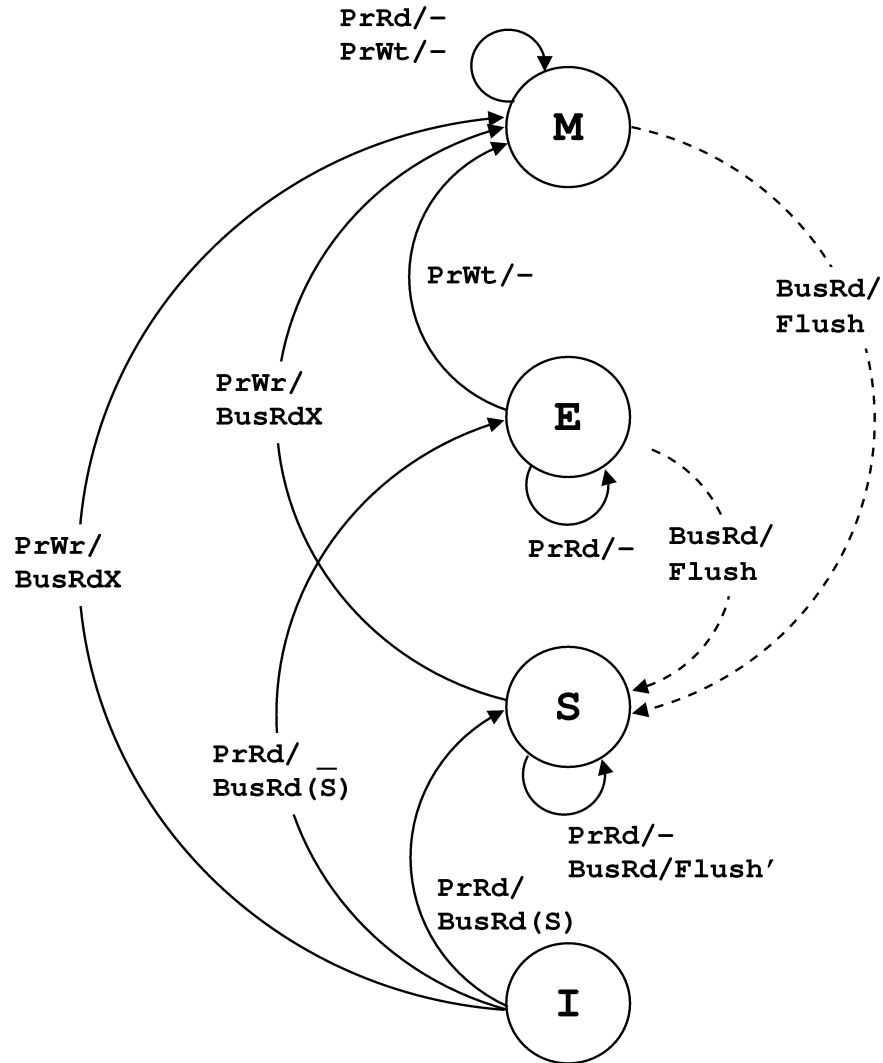 PrRd/-
PrWt/-
M
PrWt/-
BusRd/
Flush
PrWr/
BusRdX
E
PrRd/-
BusRd/
Flush
PrWr/
BusRdX
S
PrRd/
BusRd(S̅)
PrRd/-
BusRd/Flush’
PrRd/
BusRd(S)
I